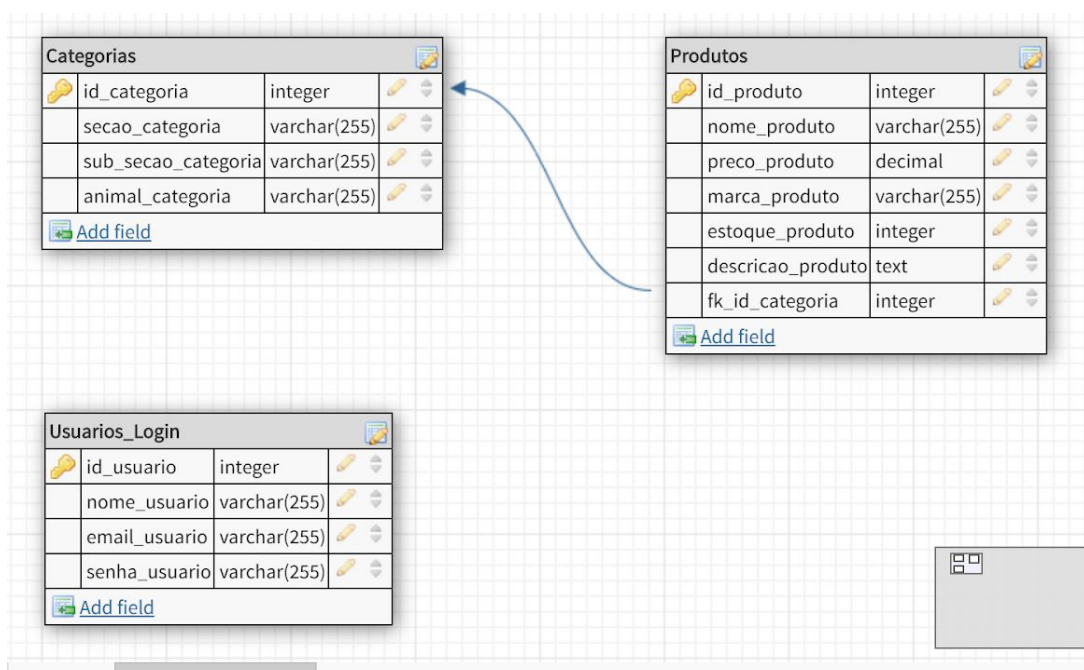 Categorias
id_categoria integer
secao_categoria varchar(255)
sub_secao_categoria varchar(255)
animal_categoria varchar(255)
Add field
Produtos
id_produto integer
nome_produto varchar(255)
preco_produto decimal
marca_produto varchar(255)
estoque_produto integer
descricao_produto text
fk_id_categoria integer
Add field
Usuarios_Login
id_usuario integer
nome_usuario varchar(255)
email_usuario varchar(255)
senha_usuario varchar(255)
Add field